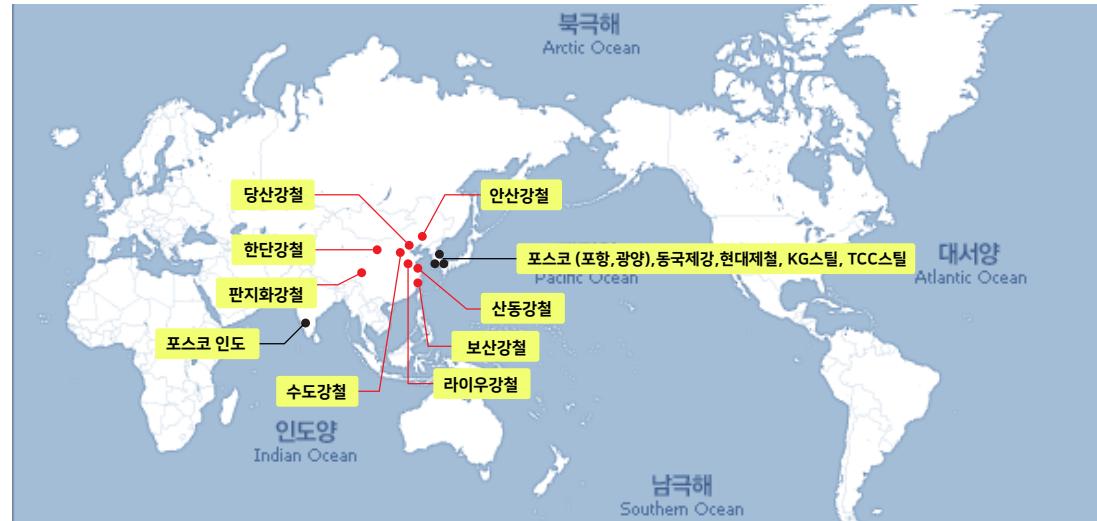 북극해
Arctic Ocean
당산강철
안산강철
한단강철
포스코 (포항,광양),동국제강,현대제철, KG스틸, TCC스틸
대서양
Pacific Ocean
Atlantic Ocean
판지화강철
산동강철
포스코 인도
보산강철
수도강철
라이우강철
인도양
Indian Ocean
남극해
Southern Ocean